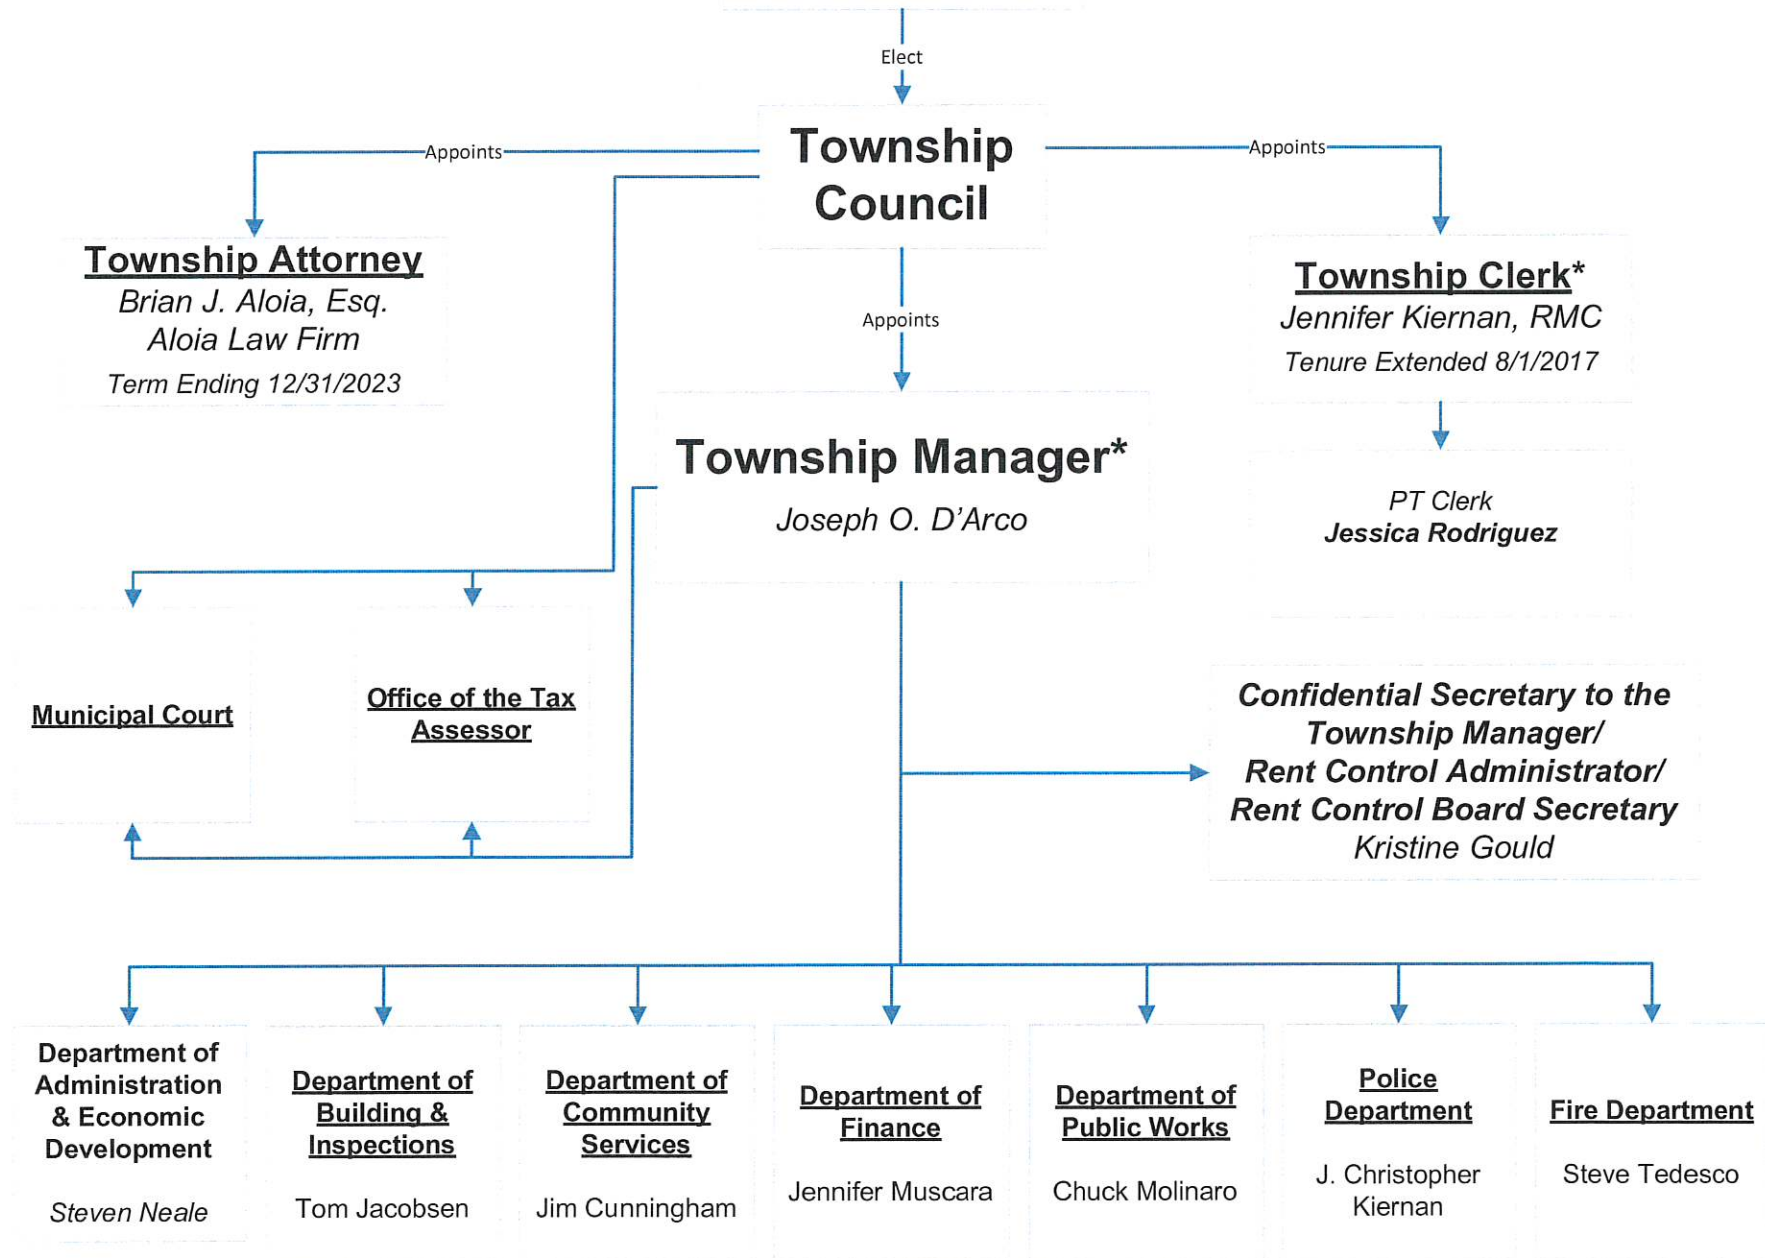 Elect
Township
Council
Appoints
Appoints
Appoints
Township Attorney
Brian J. Aloia, Esq.
Aloia Law Firm
Term Ending 12/31/2023
Township Clerk*
Jennifer Kiernan, RMC
Tenure Extended 8/1/2017
Township Manager*
Joseph O. D'Arco
PT Clerk
Jessica Rodriguez
Municipal Court
Office of the Tax
Assessor
Confidential Secretary to the
Township Manager/
Rent Control Administrator/
Rent Control Board Secretary
Kristine Gould
Department of
Administration
& Economic
Development
Steven Neale
Department of
Building &
Inspections
Tom Jacobsen
Department of
Community
Services
Jim Cunningham
Department of
Finance
Jennifer Muscara
Department of
Public Works
Chuck Molinaro
Police
Department
J. Christopher
Kiernan
Fire Department
Steve Tedesco